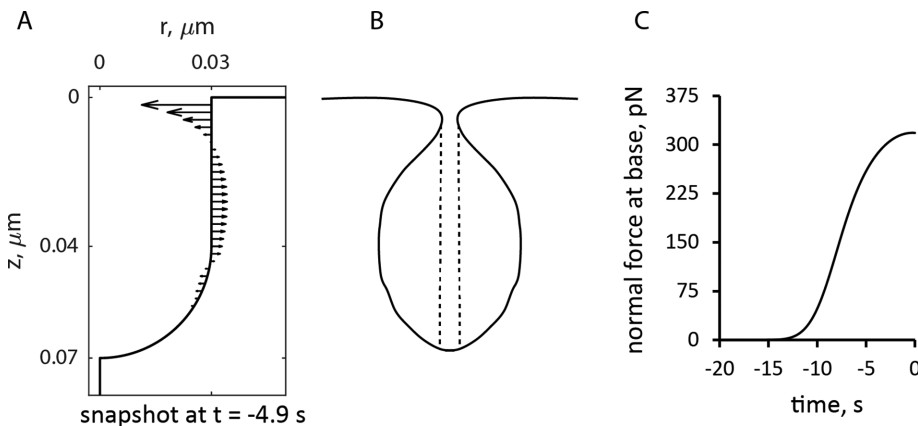 A
r, μm
0
0.03
0
0.04
0.07
z, μm
snapshot at t = -4.9 s
B
C
normal force at base, pN
375
300
225
150
75
0
-20
-15
-10
-5
0
time, s